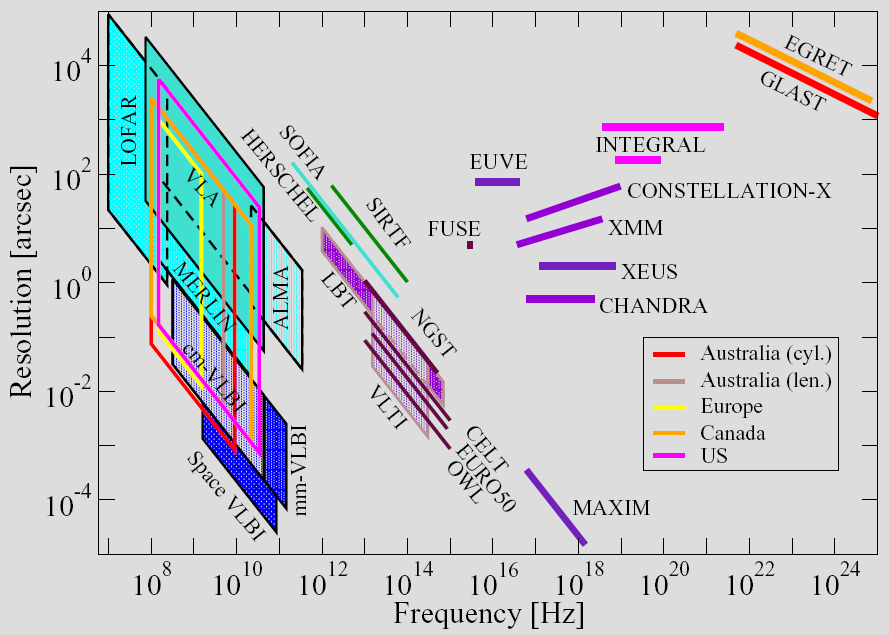 Resolution [arcsec]
10^4
10^2
10^0
10^-2
10^-4
LOFAR
VLA
MERLIN
cm-VLBI
Space VLBI
mm-VLBI
ALMA
HERSCHEL
SOFIA
SIRTF
LBT
NGST
VLTI
CELT
EURO50
OWL
EUVE
FUSE
INTEGRAL
EGRET
GLAST
CONSTELLATION-X
XMM
XEUS
CHANDRA
MAXIM
Australia (cyl.)
Australia (len.)
Europe
Canada
US
10^8 10^10 10^12 10^14 10^16 10^18 10^20 10^22 10^24
Frequency [Hz]